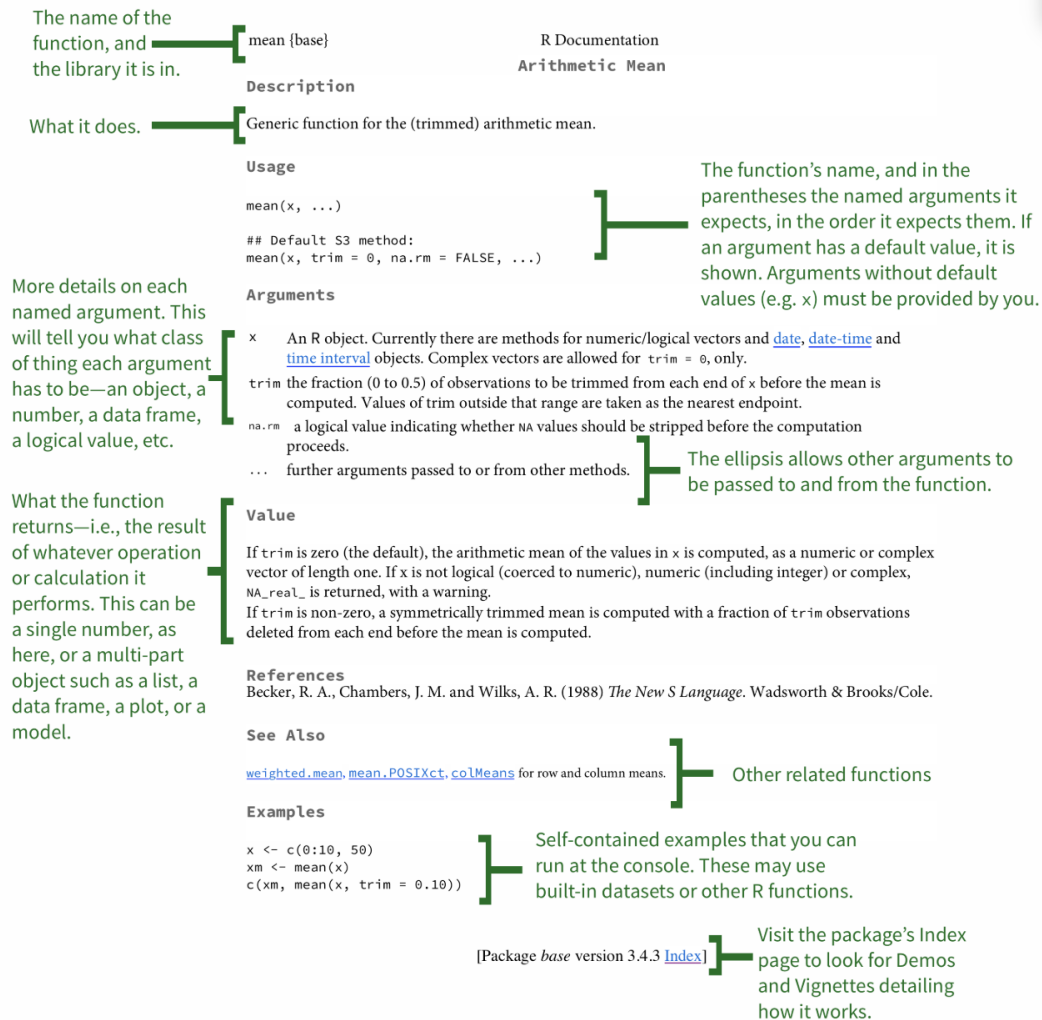 The name of the
function, and
the library it is in.
mean {base}
R Documentation
Arithmetic Mean
Description
What it does.
Generic function for the (trimmed) arithmetic mean.
Usage
mean(x, ...)
## Default S3 method:
mean(x, trim = 0, na.rm = FALSE, ...)
The function's name, and in the
parentheses the named arguments it
expects, in the order it expects them. If
an argument has a default value, it is
shown. Arguments without default
values (e.g. x) must be provided by you.
Arguments
More details on each
named argument. This
will tell you what class
of thing each argument
has to be—an object, a
number, a data frame,
a logical value, etc.
x An R object. Currently there are methods for numeric/logical vectors and date, date-time and
time interval objects. Complex vectors are allowed for trim = 0, only.
trim the fraction (0 to 0.5) of observations to be trimmed from each end of x before the mean is
computed. Values of trim outside that range are taken as the nearest endpoint.
na.rm a logical value indicating whether NA values should be stripped before the computation
proceeds.
... further arguments passed to or from other methods.
The ellipsis allows other arguments to
be passed to and from the function.
What the function
returns—i.e., the result
of whatever operation
or calculation it
performs. This can be
a single number, as
here, or a multi-part
object such as a list, a
data frame, a plot, or a
model.
Value
If trim is zero (the default), the arithmetic mean of the values in x is computed, as a numeric or complex
vector of length one. If x is not logical (coerced to numeric), numeric (including integer) or complex,
NA_real_ is returned, with a warning.
If trim is non-zero, a symmetrically trimmed mean is computed with a fraction of trim observations
deleted from each end before the mean is computed.
References
Becker, R. A., Chambers, J. M. and Wilks, A. R. (1988) The New S Language. Wadsworth & Brooks/Cole.
See Also
weighted.mean, mean.POSIXct, colMeans for row and column means.
Other related functions
Examples
x <- c(0:10, 50)
xm <- mean(x)
c(xm, mean(x, trim = 0.10))
Self-contained examples that you can
run at the console. These may use
built-in datasets or other R functions.
[Package base version 3.4.3 Index]
Visit the package's Index
page to look for Demos
and Vignettes detailing
how it works.